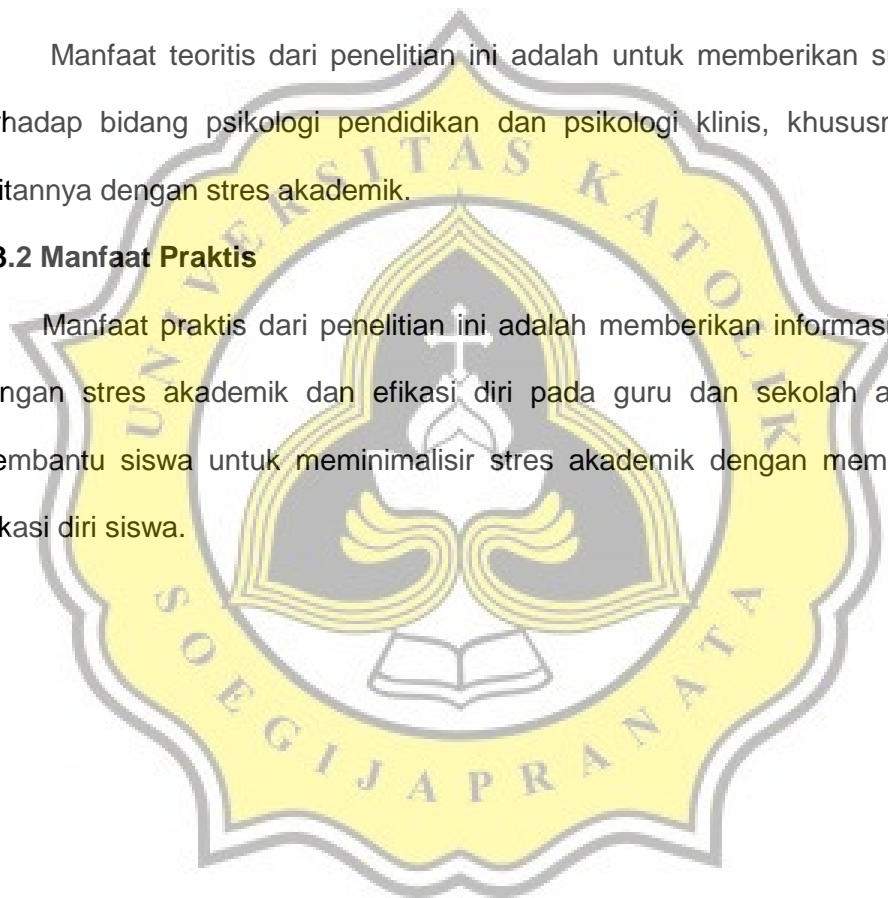 Manfaat teoritis dari penelitian ini adalah untuk memberikan su
rhadap bidang psikologi pendidikan dan psikologi klinis, khususn
itannya dengan stres akademik.
3.2 Manfaat Praktis
Manfaat praktis dari penelitian ini adalah memberikan informasi
ngan stres akademik dan efikasi diri pada guru dan sekolah a
embantu siswa untuk meminimalisir stres akademik dengan mem
ikasi diri siswa.
UNIVERSITAS KATOLIK
SOEGIJAPRANATA